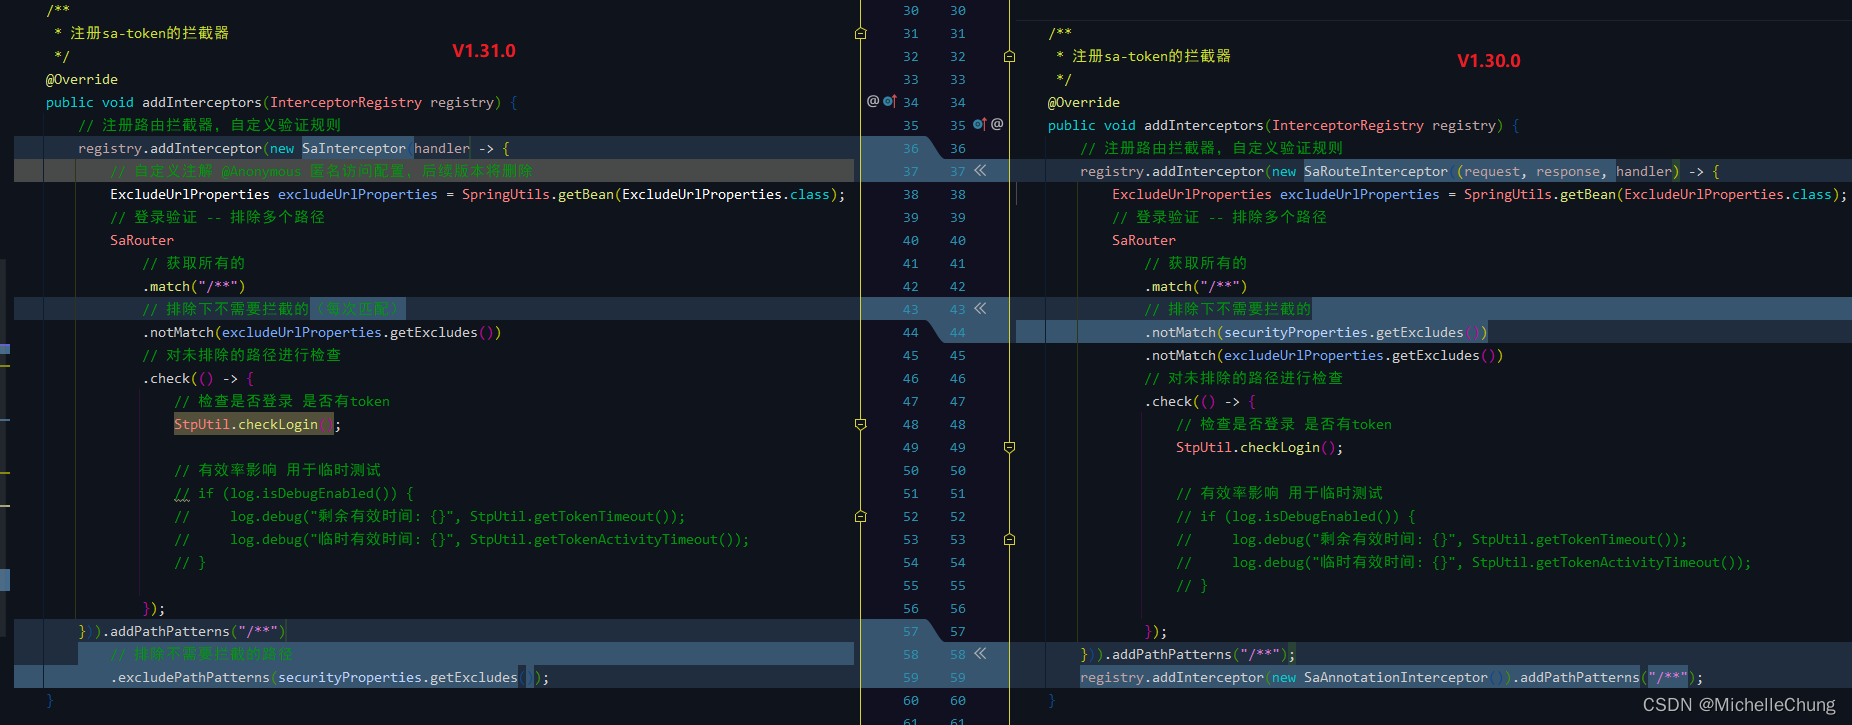 /**
 * 注册sa-token的拦截器
 */
@Override
public void addInterceptors(InterceptorRegistry registry) {
    // 注册路由拦截器，自定义验证规则
    registry.addInterceptor(new SaInterceptor(handler -> {
        // 自定义注解 @Anonymous 匿名访问配置，后续版本将删除
        ExcludeUrlProperties excludeUrlProperties = SpringUtils.getBean(ExcludeUrlProperties.class);
        // 登录验证 -- 排除多个路径
        SaRouter
            // 获取所有的
            .match("/**")
            // 排除下不需要拦截的（每次匹配）
            .notMatch(excludeUrlProperties.getExcludes())
            // 对未排除的路径进行检查
            .check(() -> {
                // 检查是否登录 是否有token
                StpUtil.checkLogin();
                // 有效率影响 用于临时测试
                // if (log.isDebugEnabled()) {
                //     log.debug("剩余有效时间: {}", StpUtil.getTokenTimeout());
                //     log.debug("临时有效时间: {}", StpUtil.getTokenActivityTimeout());
                // }
            });
    })).addPathPatterns("/**")
        // 排除不需要拦截的路径
        .excludePathPatterns(securityProperties.getExcludes());
}
V1.31.0
30 30
31 31
32 32
33 33
34 34
35 35
36 36
37 37
38 38
39 39
40 40
41 41
42 42
43 43
44 44
45 45
46 46
47 47
48 48
49 49
50 50
51 51
52 52
53 53
54 54
55 55
56 56
57 57
58 58
59 59
60 60
61 61
/**
 * 注册sa-token的拦截器
 */
V1.30.0
@Override
public void addInterceptors(InterceptorRegistry registry) {
    // 注册路由拦截器，自定义验证规则
    registry.addInterceptor(new SaRouteInterceptor((request, response, handler) -> {
        ExcludeUrlProperties excludeUrlProperties = SpringUtils.getBean(ExcludeUrlProperties.class);
        // 登录验证 -- 排除多个路径
        SaRouter
            // 获取所有的
            .match("/**")
            // 排除下不需要拦截的
            .notMatch(securityProperties.getExcludes())
            .notMatch(excludeUrlProperties.getExcludes())
            // 对未排除的路径进行检查
            .check(() -> {
                // 检查是否登录 是否有token
                StpUtil.checkLogin();
                // 有效率影响 用于临时测试
                // if (log.isDebugEnabled()) {
                //     log.debug("剩余有效时间: {}", StpUtil.getTokenTimeout());
                //     log.debug("临时有效时间: {}", StpUtil.getTokenActivityTimeout());
                // }
            });
    })).addPathPatterns("/**");
    registry.addInterceptor(new SaAnnotationInterceptor()).addPathPatterns("/**");
}
CSDN @MichelleChung